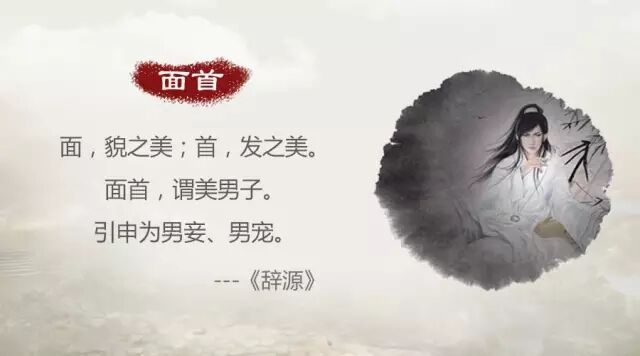 面首
面，貌之美；首，发之美。
面首，谓美男子。
引申为男妾、男宠。
---《辞源》